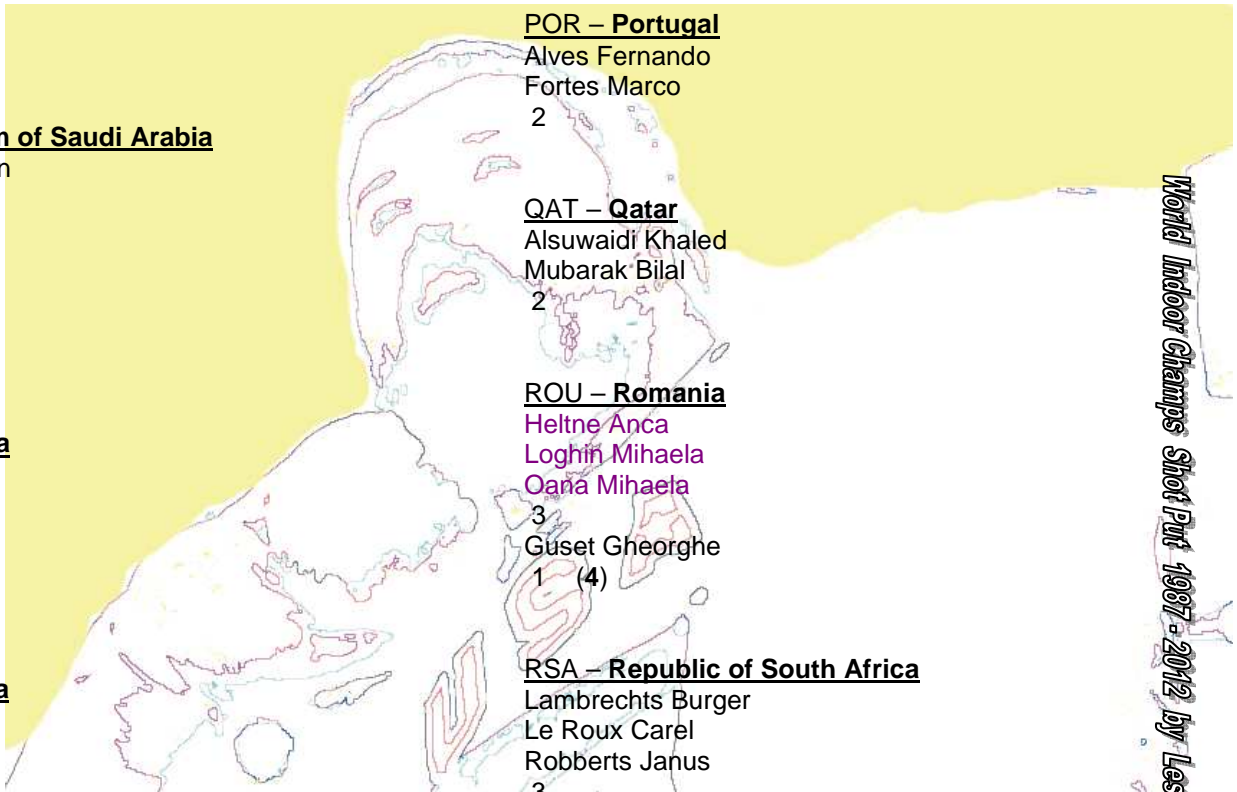 of Saudi Arabia
POR – Portugal
Alves Fernando
Fortes Marco
2
QAT – Qatar
Alsuwaidi Khaled
Mubarak Bilal
2
ROU – Romania
Heltne Anca
Loghin Mihaela
Oana Mihaela
3
Guset Gheorghe
1 (4)
RSA – Republic of South Africa
Lambrechts Burger
Le Roux Carel
Robberts Janus
3
World Indoor Champs Shot Put 1987 - 2012 by Les